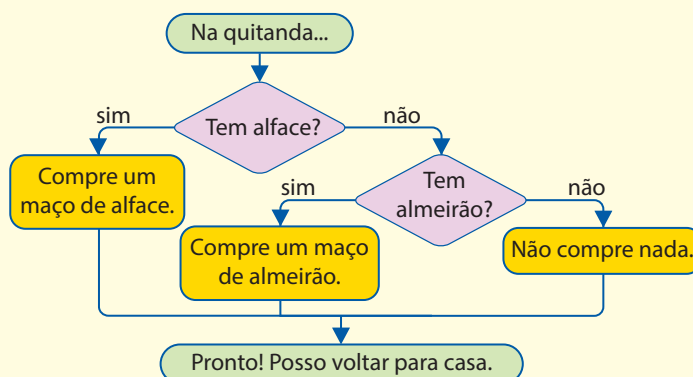 Na quitanda...
Tem alface?
sim
não
Compre um
maço de alface.
Tem
almeirão?
sim
não
Compre um maço
de almeirão.
Não compre nada.
Pronto! Posso voltar para casa.